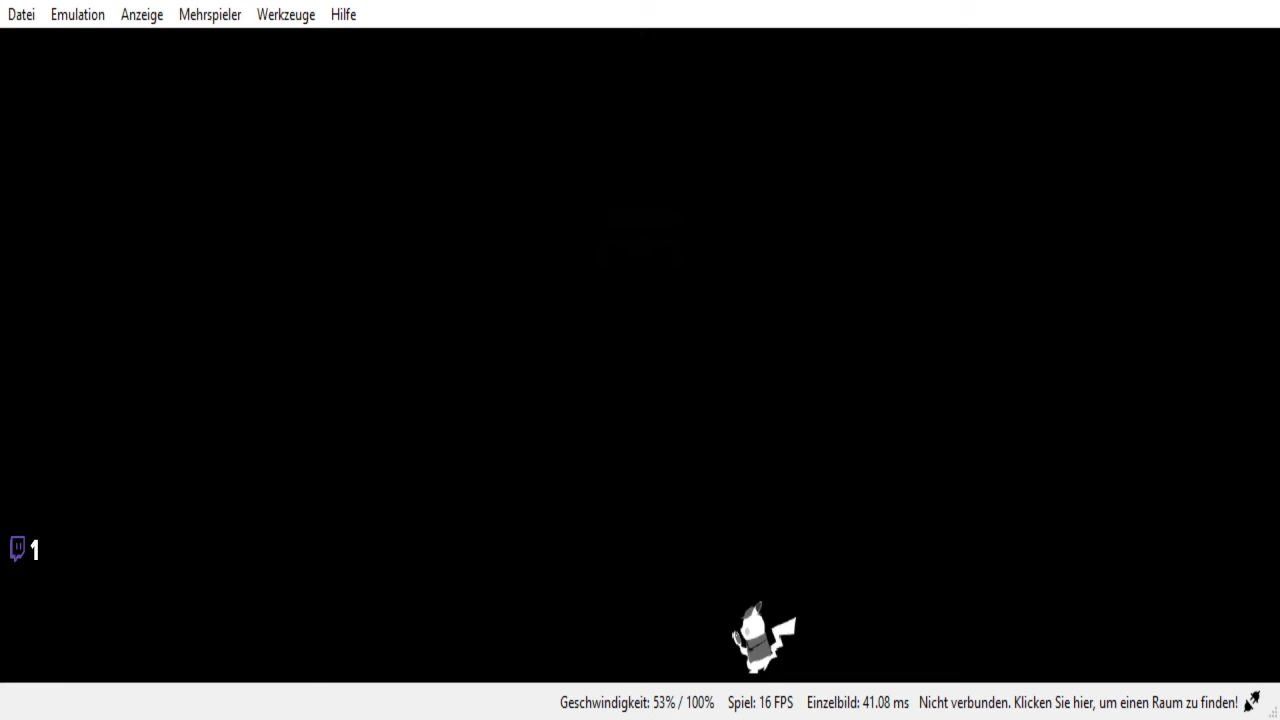 Datei Emulation Anzeige Mehrspieler Werkzeuge Hilfe
1
Geschwindigkeit: 53% / 100% Spiel: 16 FPS Einzelbild: 41.08 ms Nicht verbunden. Klicken Sie hier, um einen Raum zu finden!